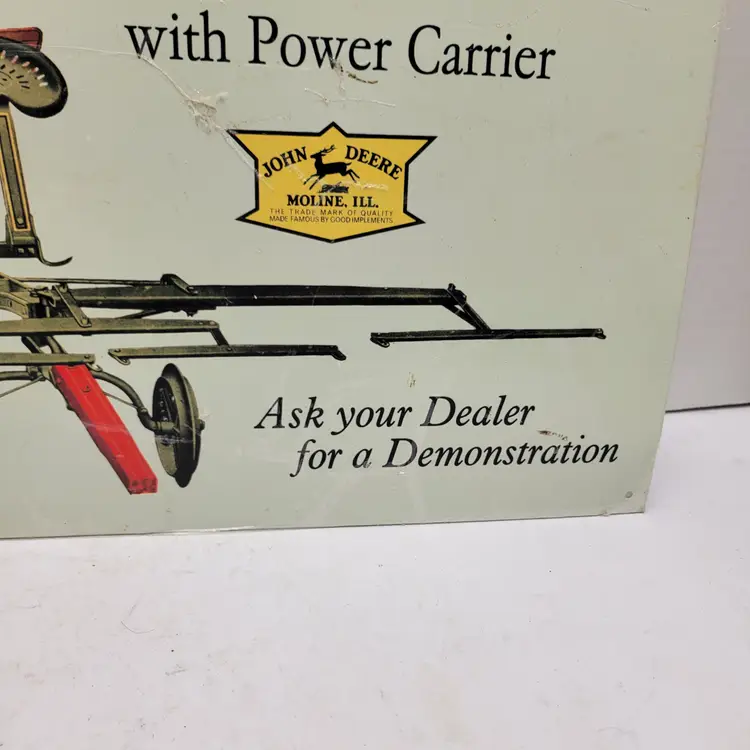 with Power Carrier
JOHN DEERE
MOLINE, ILL.
THE TRADE MARK OF QUALITY
MADE FAMOUS BY GOOD IMPLEMENTS
Ask your Dealer
for a Demonstration